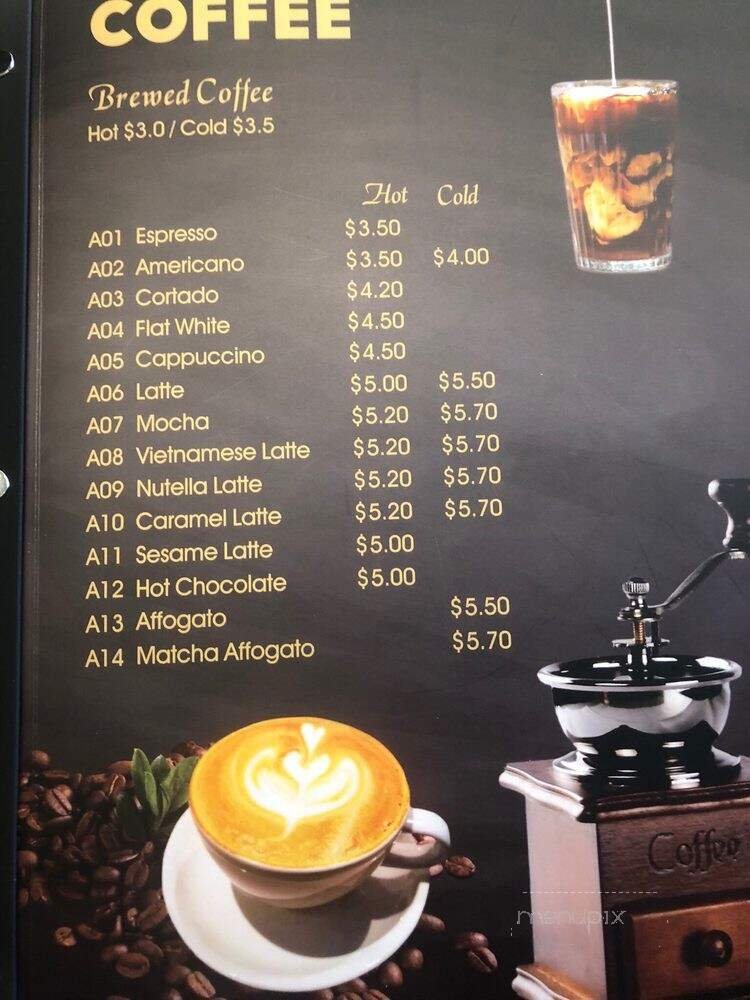 COFFEE
Brewed Coffee
Hot $3.0 / Cold $3.5
Hot Cold
A01 Espresso $3.50
A02 Americano $3.50 $4.00
A03 Cortado $4.20
A04 Flat White $4.50
A05 Cappuccino $4.50
A06 Latte $5.00 $5.50
A07 Mocha $5.20 $5.70
A08 Vietnamese Latte $5.20 $5.70
A09 Nutella Latte $5.20 $5.70
A10 Caramel Latte $5.20 $5.70
A11 Sesame Latte $5.00
A12 Hot Chocolate $5.00
A13 Affogato $5.50
A14 Matcha Affogato $5.70
Coffee
menupix